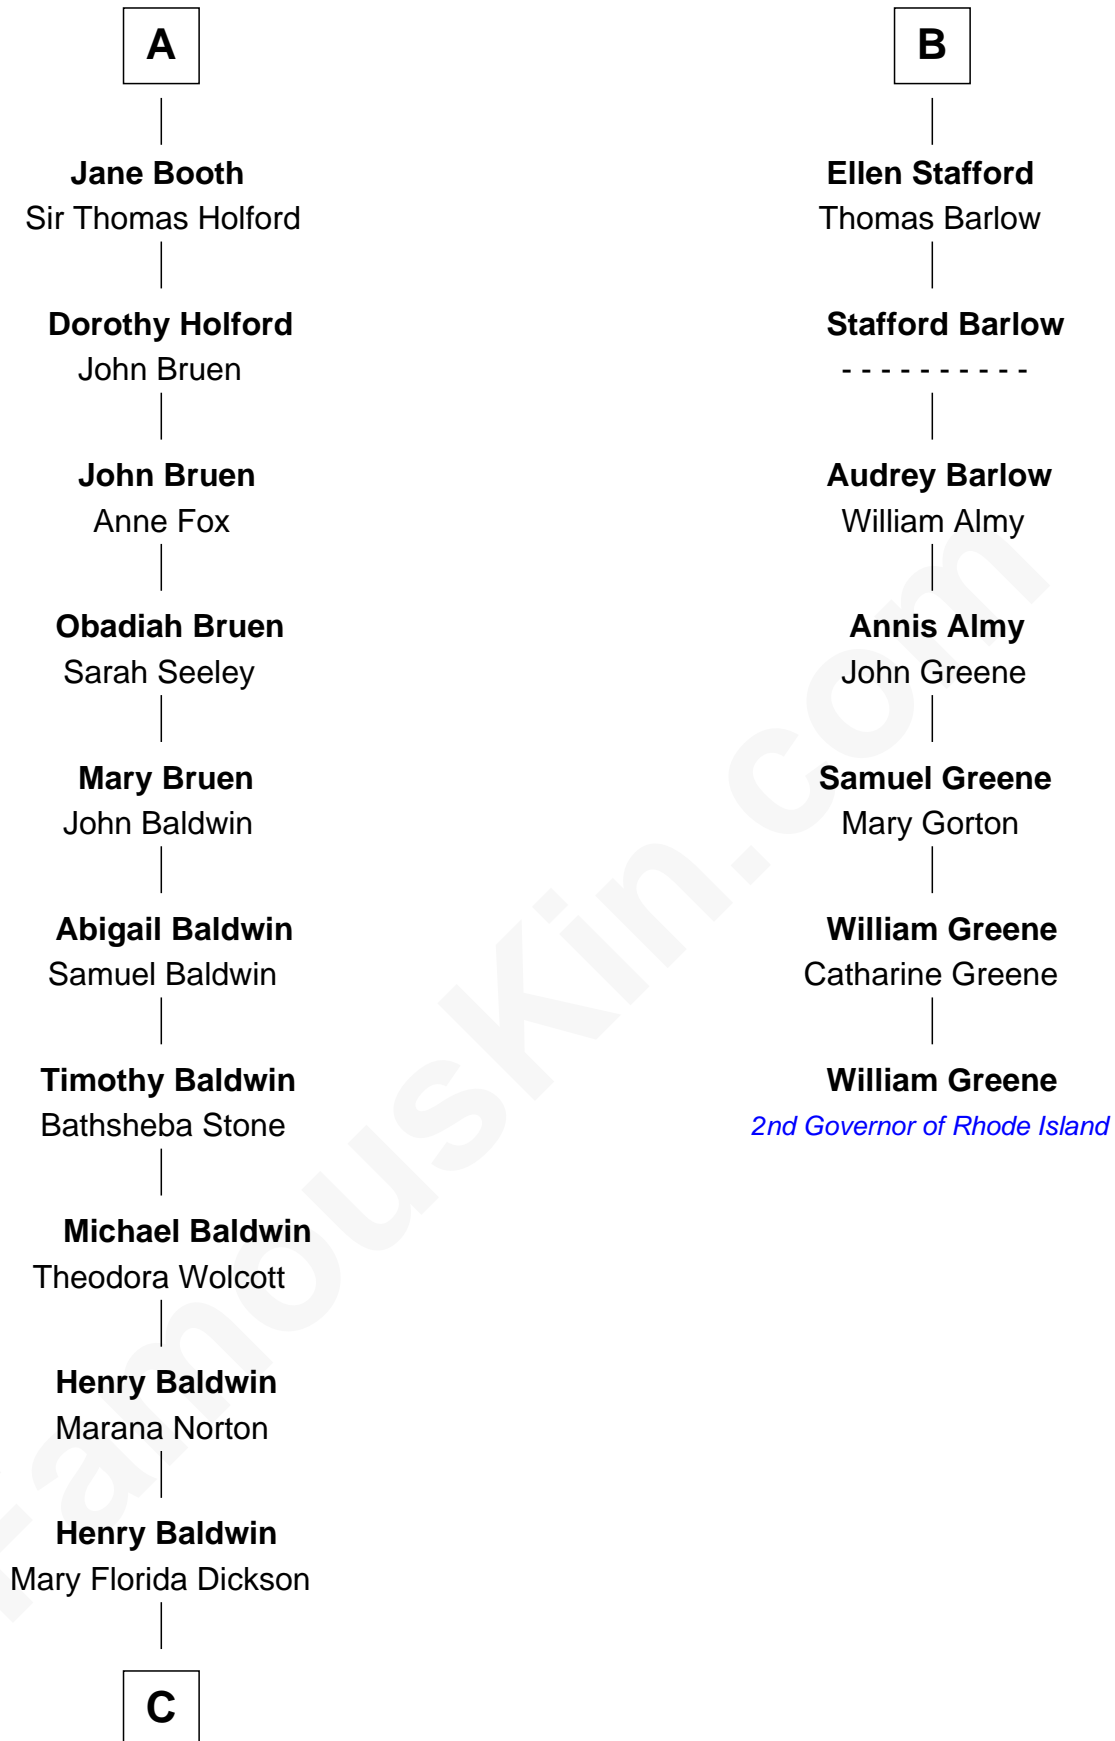 A
Jane Booth
Sir Thomas Holford
Dorothy Holford
John Bruen
John Bruen
Anne Fox
Obadiah Bruen
Sarah Seeley
Mary Bruen
John Baldwin
Abigail Baldwin
Samuel Baldwin
Timothy Baldwin
Bathsheba Stone
Michael Baldwin
Theodora Wolcott
Henry Baldwin
Marana Norton
Henry Baldwin
Mary Florida Dickson
C
B
Ellen Stafford
Thomas Barlow
Stafford Barlow
- - - - - - - - - -
Audrey Barlow
William Almy
Annis Almy
John Greene
Samuel Greene
Mary Gorton
William Greene
Catharine Greene
William Greene
2nd Governor of Rhode Island
FamousKin.com